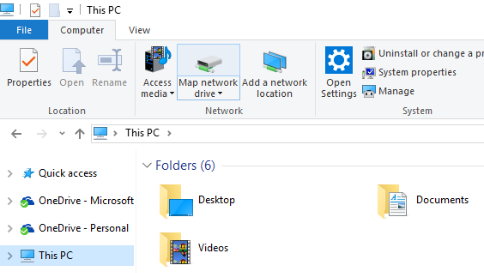 This PC
File Computer View
Properties Open Rename Access media Map network drive Add a network location Open Settings
Uninstall or change a pr
System properties
Manage
Location Network System
This PC
Quick access
OneDrive - Microsoft
OneDrive - Personal
This PC
Folders (6)
Desktop Documents
Videos